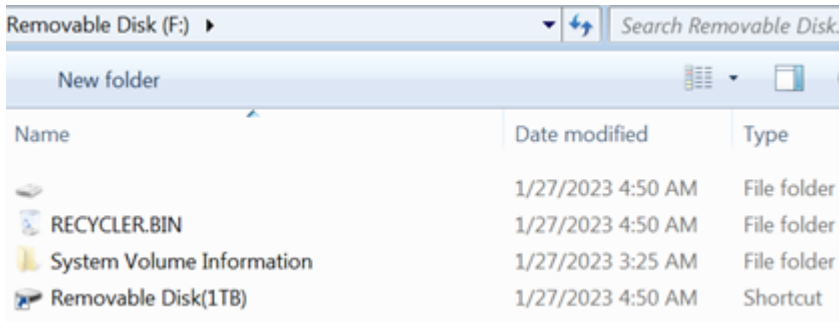 Removable Disk (F:) Search Removable Disk.
New folder
Name Date modified Type
1/27/2023 4:50 AM File folder
RECYCLER.BIN 1/27/2023 4:50 AM File folder
System Volume Information 1/27/2023 3:25 AM File folder
Removable Disk(1TB) 1/27/2023 4:50 AM Shortcut